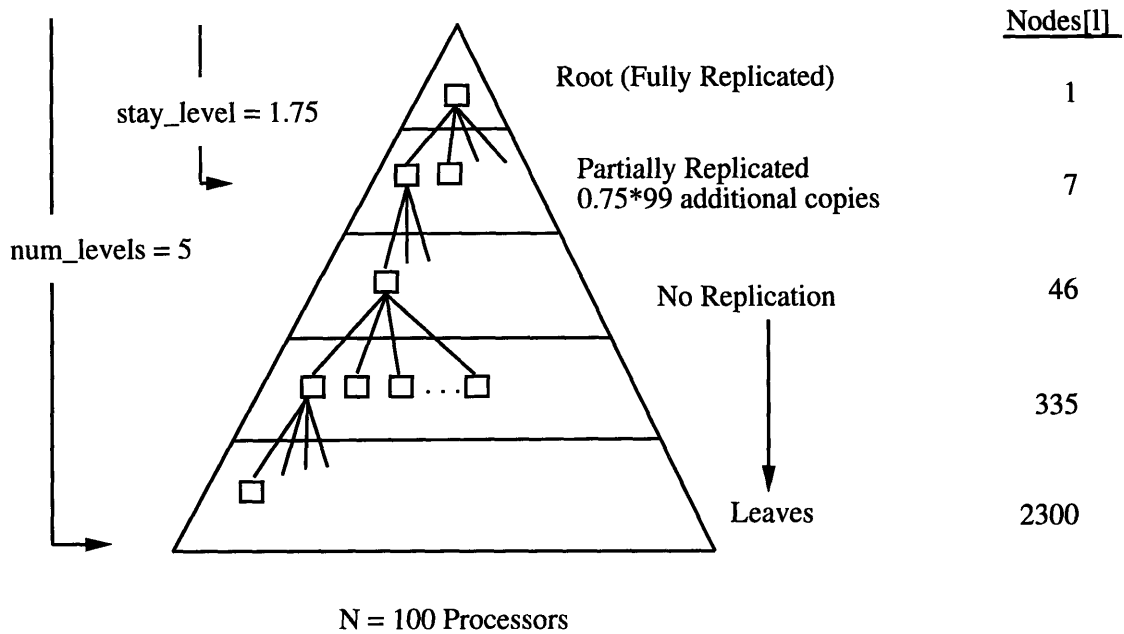 Nodes[l]
Root (Fully Replicated)
1
stay_level = 1.75
Partially Replicated
0.75*99 additional copies
7
num_levels = 5
No Replication
46
. . .
335
Leaves
2300
N = 100 Processors